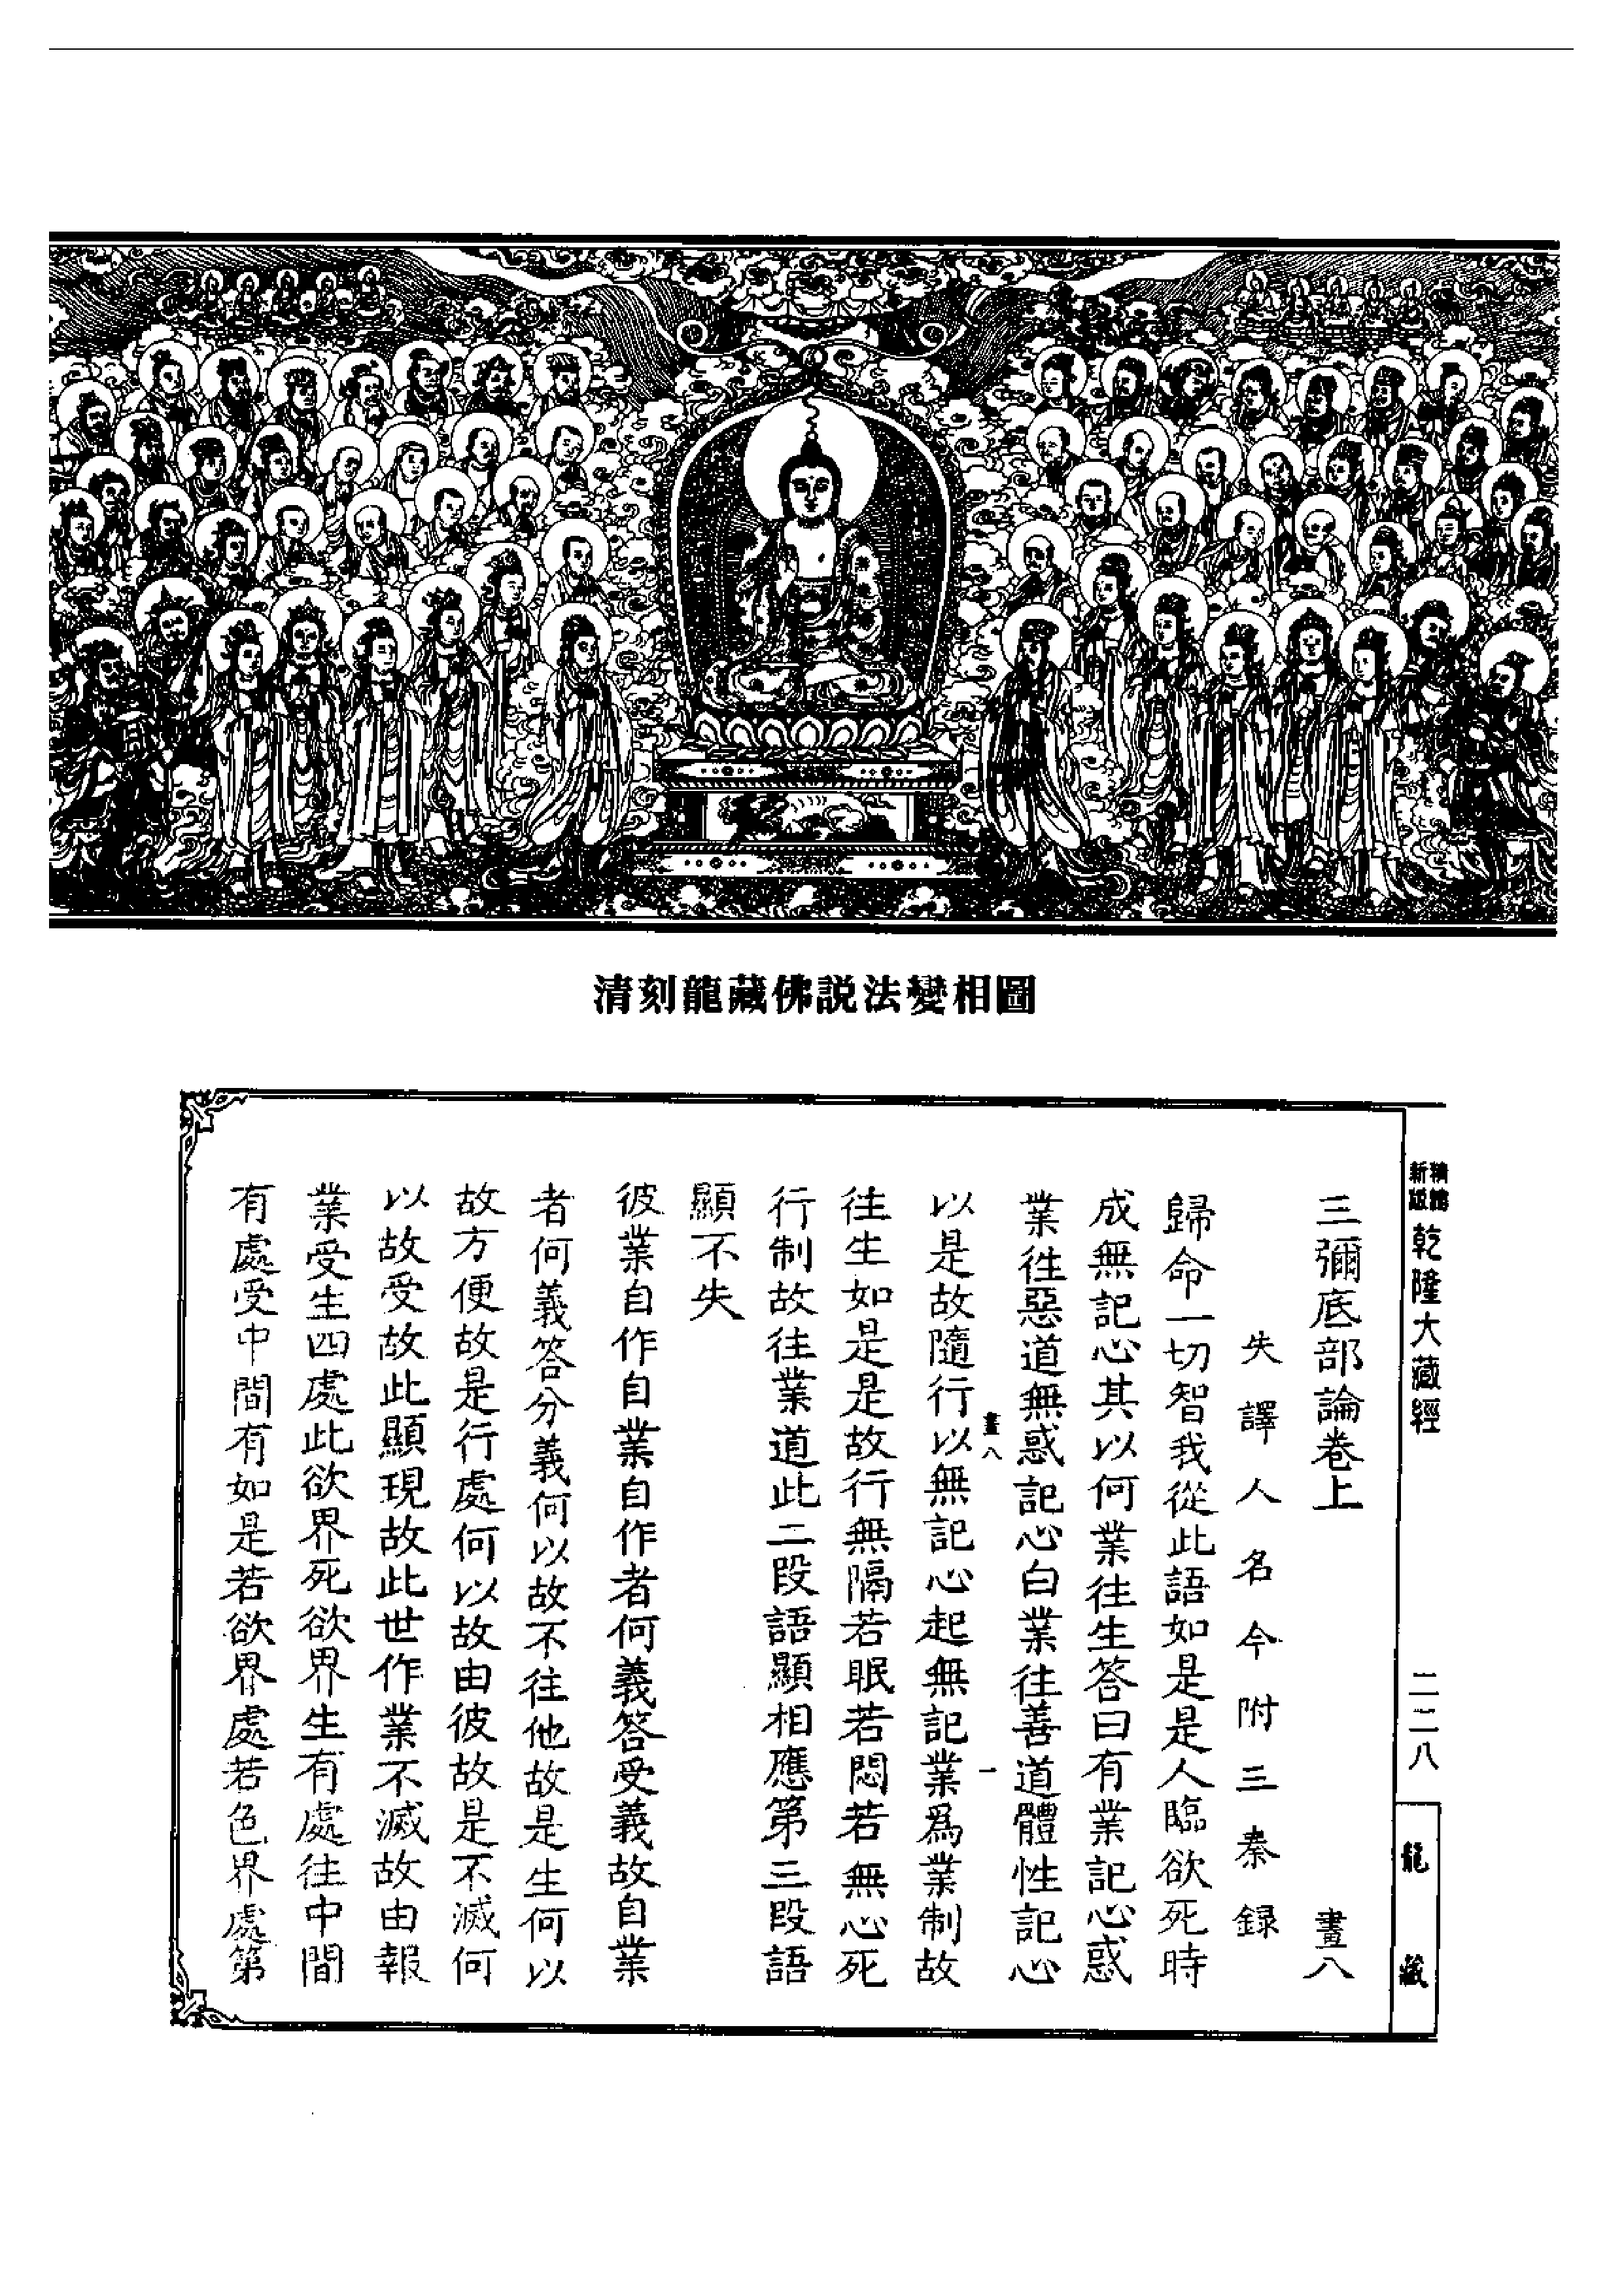 清刻龍藏佛説法變相圖
新版
精縮
乾隆大藏經
二二八
龍藏
三彌底部論卷上 畫八
失譯人名今附三秦録
歸命一切智我從此語如是是人臨欲死時
成無記心其以何業往生答曰有業記心惑
業往惡道無惑記心白業往善道體性記心
畫八 一
以是故隨行以無記心起無記業爲業制故
往生如是是故行無隔若眠若悶若無心死
行制故往業道此二段語顯相應第三段語
顯不失
彼業自作自業自作者何義答受義故自業
者何義答分義何以故不往他故是生何以
故方便故是行處何以故由彼故是不滅何
以故受故此顯現故此世作業不滅故由報
業受生四處此欲界死欲界生有處往中間
有處受中間有如是若欲界處若色界處第